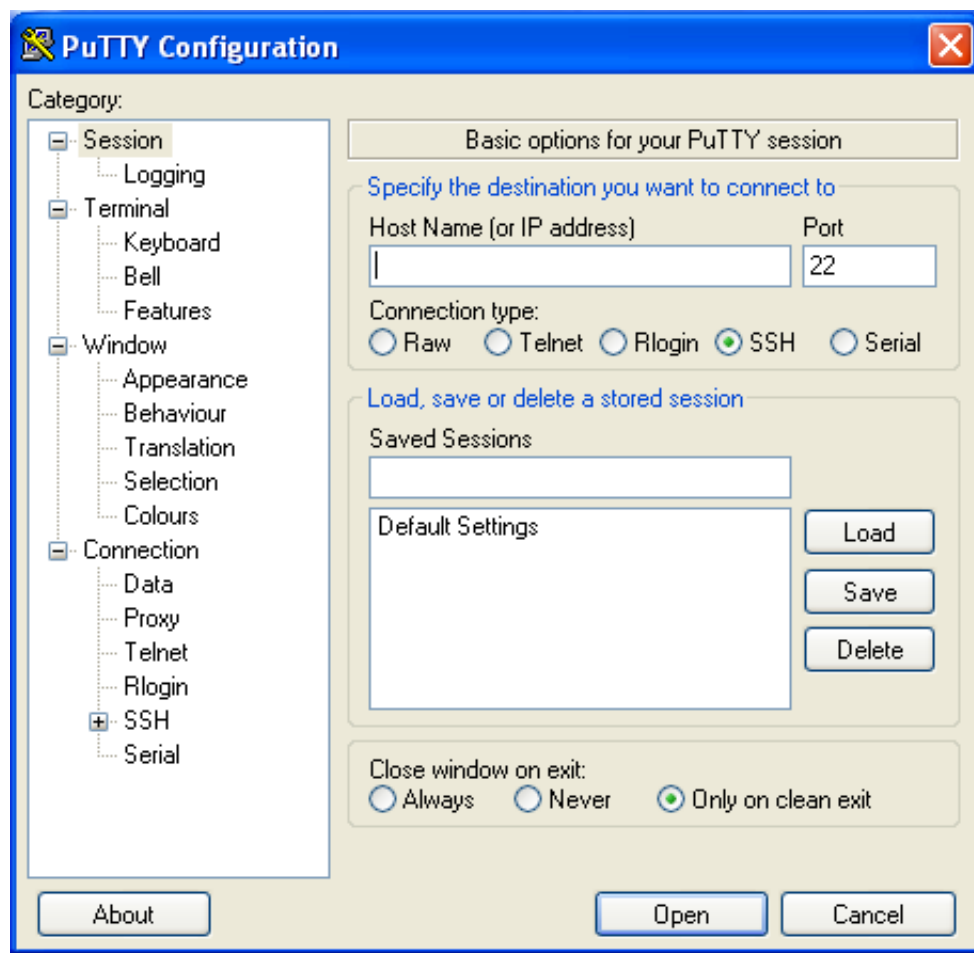 PuTTY Configuration
Category:
Session
Logging
Terminal
Keyboard
Bell
Features
Window
Appearance
Behaviour
Translation
Selection
Colours
Connection
Data
Proxy
Telnet
Rlogin
SSH
Serial
Basic options for your PuTTY session
Specify the destination you want to connect to
Host Name (or IP address) Port
22
Connection type:
Raw Telnet Rlogin SSH Serial
Load, save or delete a stored session
Saved Sessions
Default Settings
Load
Save
Delete
Close window on exit:
Always Never Only on clean exit
About Open Cancel